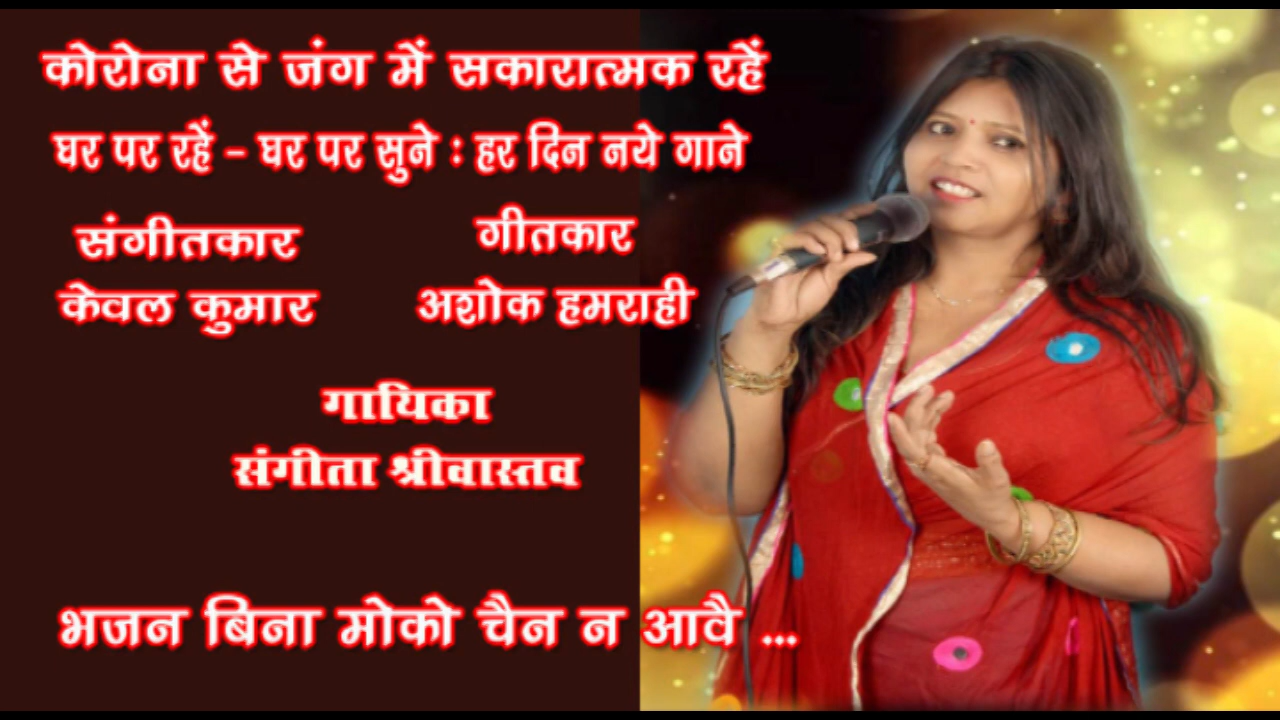 कोरोना से जंग में सकारात्मक रहें
घर पर रहें - घर पर सुने : हर दिन नये गाने
संगीतकार
केवल कुमार
गीतकार
अशोक हमराही
गायिका
संगीता श्रीवास्तव
भजन बिना मोको चैन न आवै ...